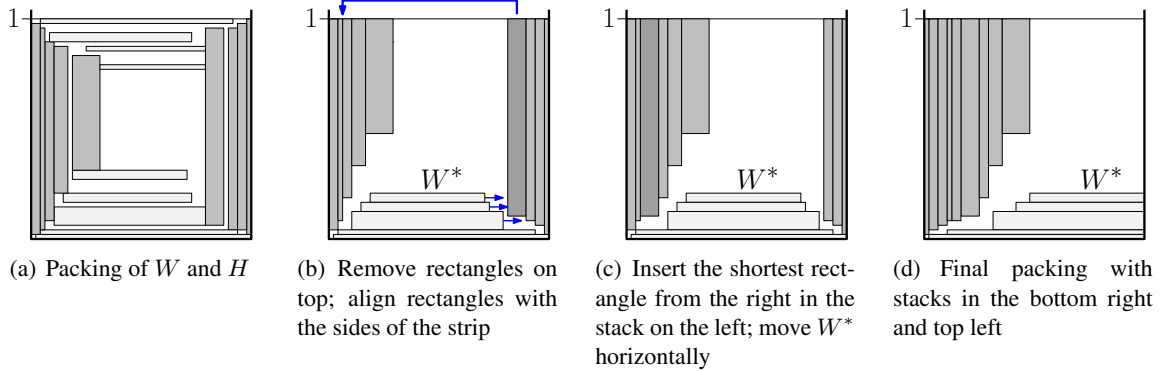 1
(a) Packing of W and H
1
W*
(b) Remove rectangles on
top; align rectangles with
the sides of the strip
1
W*
(c) Insert the shortest rect-
angle from the right in the
stack on the left; move W*
horizontally
1
W*
(d) Final packing with
stacks in the bottom right
and top left